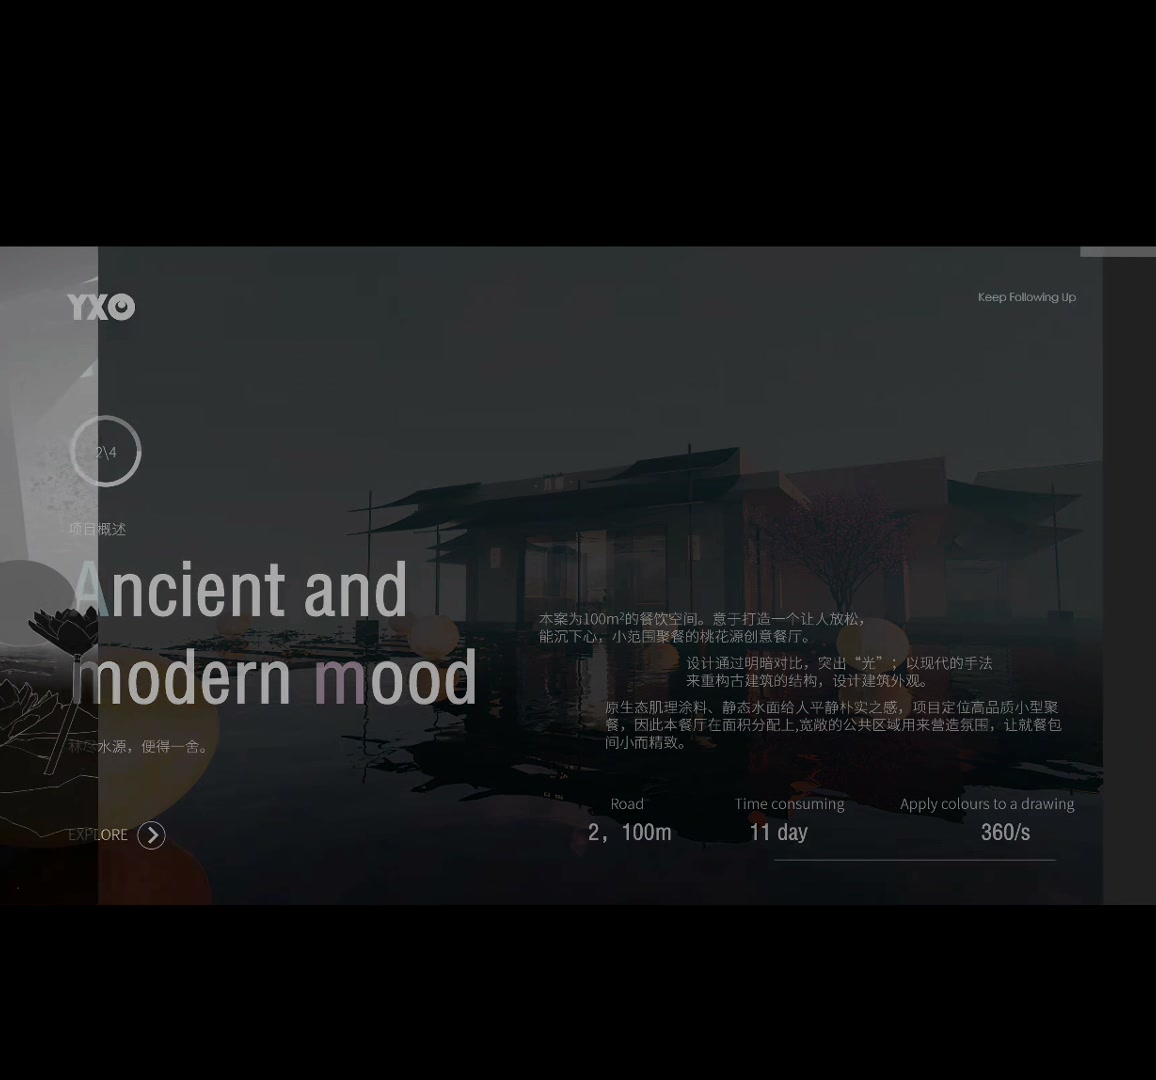 YXO
Keep Following Up
2\4
项目概述
Ancient and
modern mood
林尽水源，便得一舍。
EXPLORE
本案为100m²的餐饮空间。意于打造一个让人放松，
能沉下心，小范围聚餐的桃花源创意餐厅。
设计通过明暗对比，突出“光”；以现代的手法
来重构古建筑的结构，设计建筑外观。
原生态肌理涂料、静态水面给人平静朴实之感，项目定位高品质小型聚
餐，因此本餐厅在面积分配上,宽敞的公共区域用来营造氛围，让就餐包
间小而精致。
Road
Time consuming
Apply colours to a drawing
2，100m
11 day
360/s